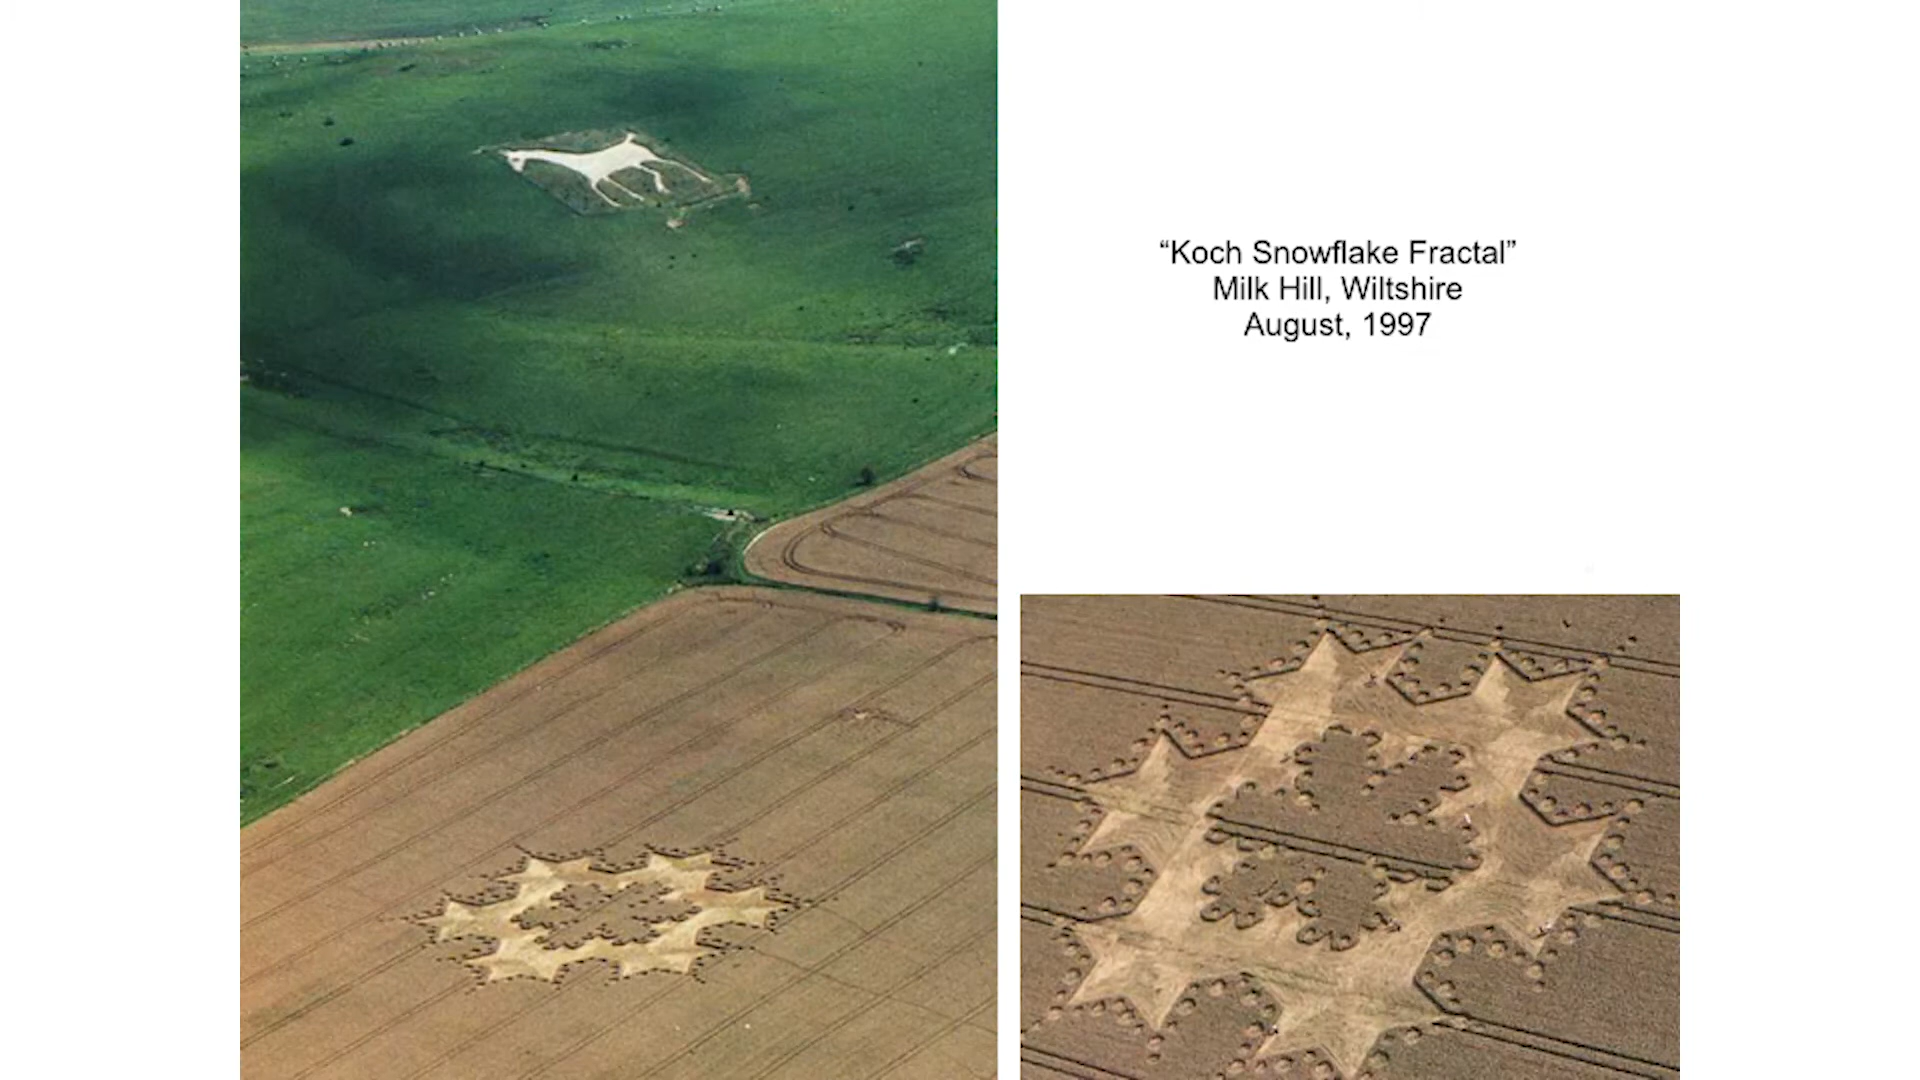 “Koch Snowflake Fractal”
Milk Hill, Wiltshire
August, 1997